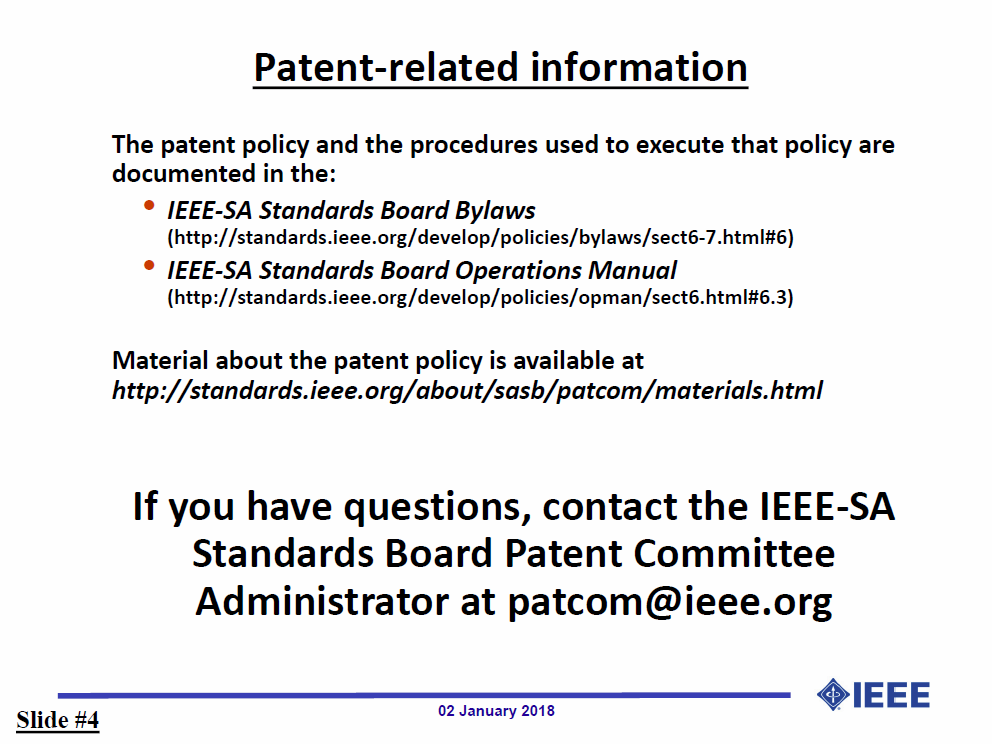 Patent-related information
The patent policy and the procedures used to execute that policy are
documented in the:
• IEEE-SA Standards Board Bylaws
(http://standards.ieee.org/develop/policies/bylaws/sect6-7.html#6)
• IEEE-SA Standards Board Operations Manual
(http://standards.ieee.org/develop/policies/opman/sect6.html#6.3)
Material about the patent policy is available at
http://standards.ieee.org/about/sasb/patcom/materials.html
If you have questions, contact the IEEE-SA
Standards Board Patent Committee
Administrator at patcom@ieee.org
02 January 2018
IEEE
Slide #4